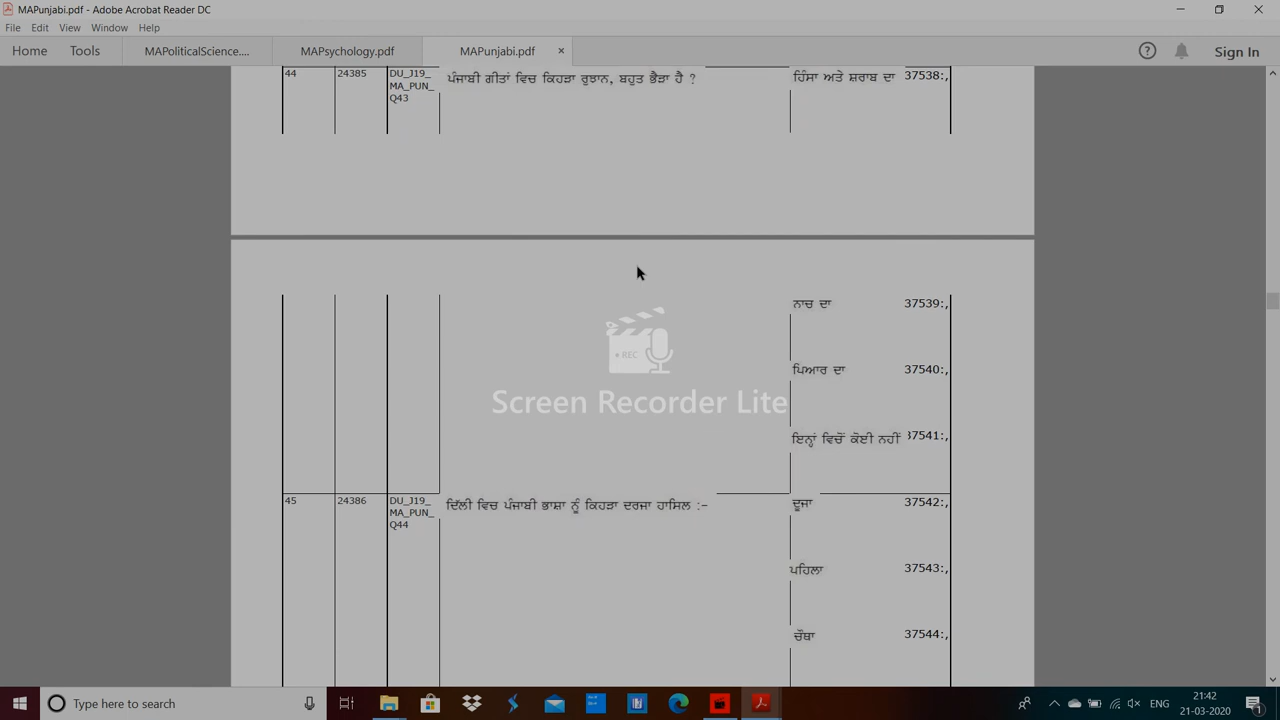 MAPunjabi.pdf - Adobe Acrobat Reader DC
File Edit View Window Help
Home Tools MAPoliticalScience.... MAPsychology.pdf MAPunjabi.pdf × ? Sign In
44 24385 DU_J19_ ਪੰਜਾਬੀ ਗੀਤਾਂ ਵਿਚ ਕਿਹੜਾ ਰੁਝਾਨ, ਬਹੁਤ ਭੈੜਾ ਹੈ ? ਹਿੰਸਾ ਅਤੇ ਸ਼ਰਾਬ ਦਾ 37538:,
MA_PUN_
Q43
ਨਾਚ ਦਾ 37539:,
ਪਿਆਰ ਦਾ 37540:,
• REC
Screen Recorder Lite
ਇਨ੍ਹਾਂ ਵਿਚੋਂ ਕੋਈ ਨਹੀਂ 37541:,
45 24386 DU_J19_ ਦਿੱਲੀ ਵਿਚ ਪੰਜਾਬੀ ਭਾਸ਼ਾ ਨੂੰ ਕਿਹੜਾ ਦਰਜਾ ਹਾਸਿਲ :- ਦੂਜਾ 37542:,
MA_PUN_
Q44
ਪਹਿਲਾ 37543:,
ਚੌਥਾ 37544:,
Type here to search ENG 21:42
21-03-2020